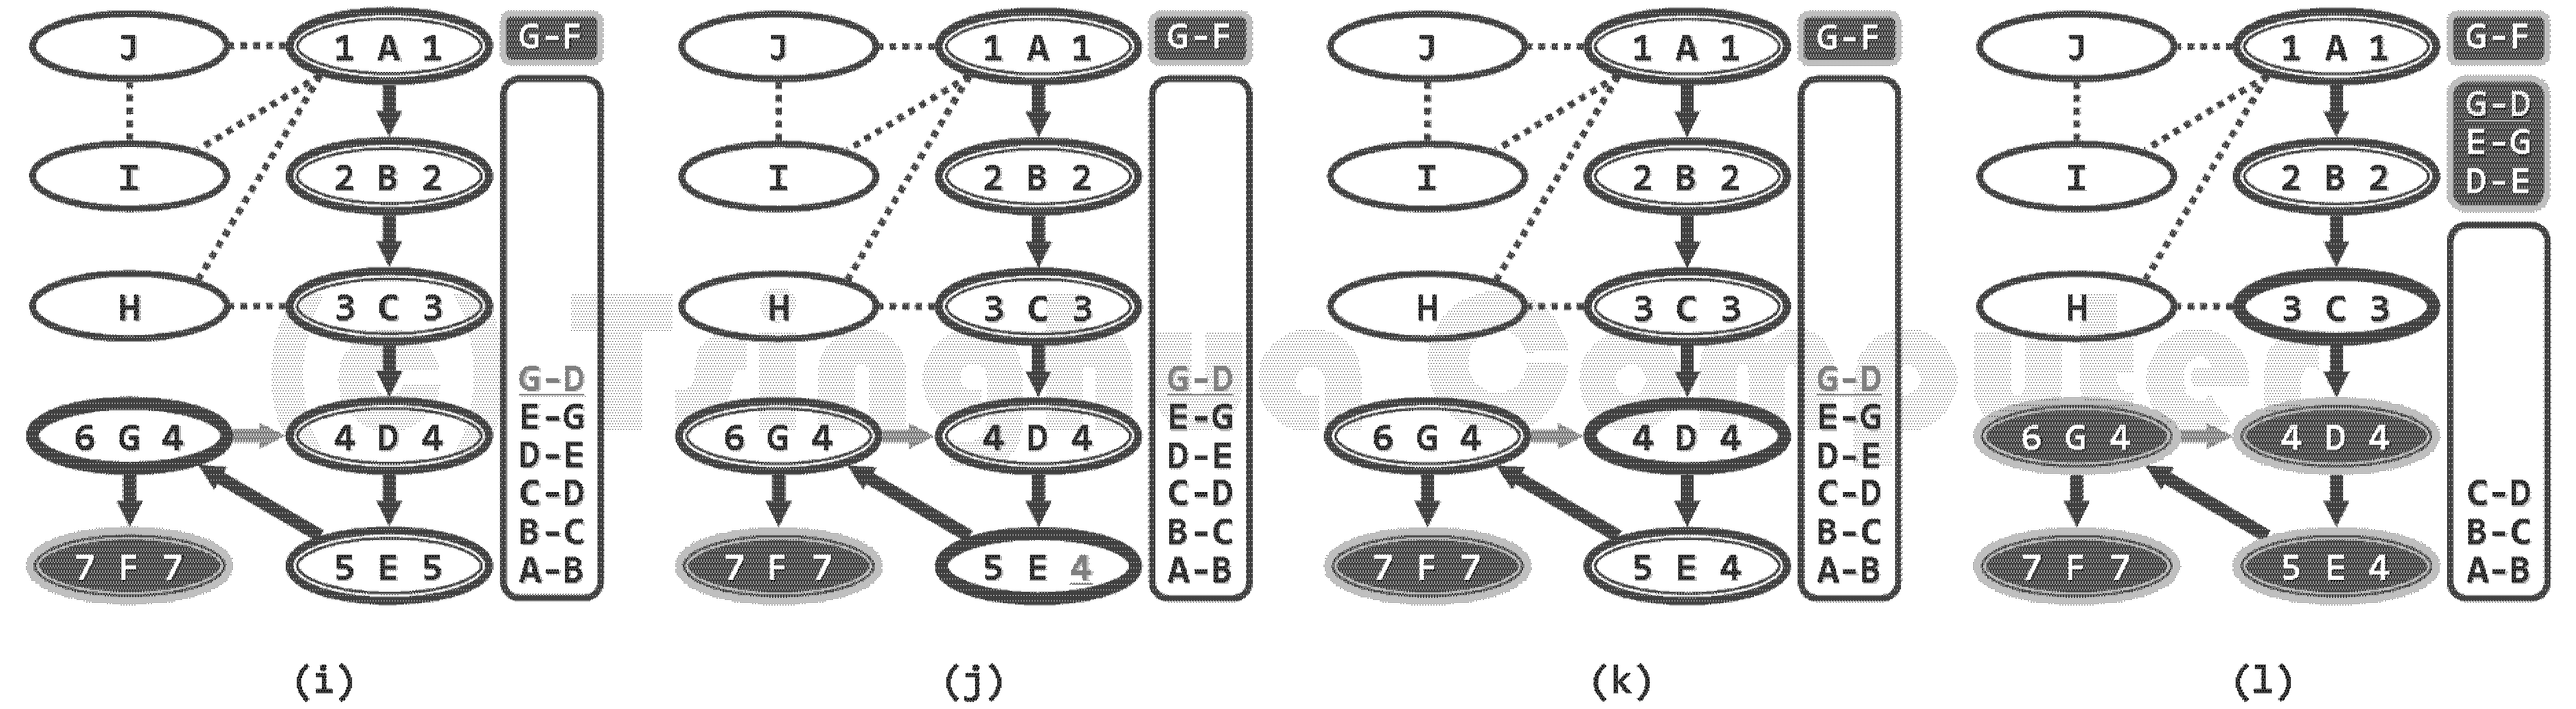 J 1 A 1 G-F J 1 A 1 G-F J 1 A 1 G-F J 1 A 1 G-F
G-D
E-G
I 2 B 2 I 2 B 2 I 2 B 2 I 2 B 2 D-E
H 3 C 3 H 3 C 3 H 3 C 3 H 3 C 3
G-D G-D G-D
E-G E-G E-G
6 G 4 4 D 4 6 G 4 4 D 4 6 G 4 4 D 4 6 G 4 4 D 4
D-E D-E D-E
C-D C-D C-D C-D
B-C B-C B-C B-C
7 F 7 5 E 5 A-B 7 F 7 5 E 4 A-B 7 F 7 5 E 4 A-B 7 F 7 5 E 4 A-B
(i) (j) (k) (l)